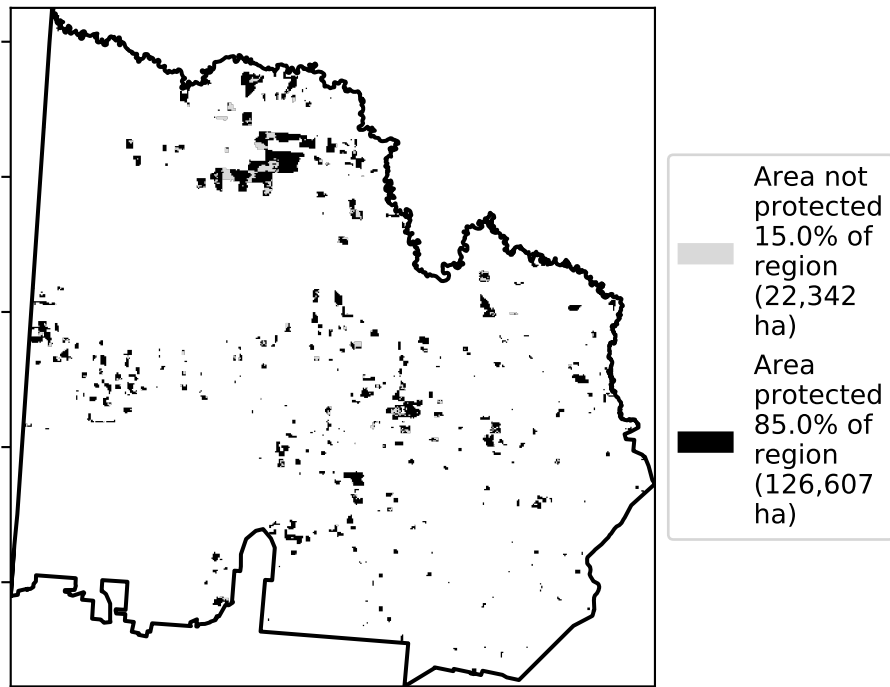 Area not
protected
15.0% of
region
(22,342
ha)
Area
protected
85.0% of
region
(126,607
ha)